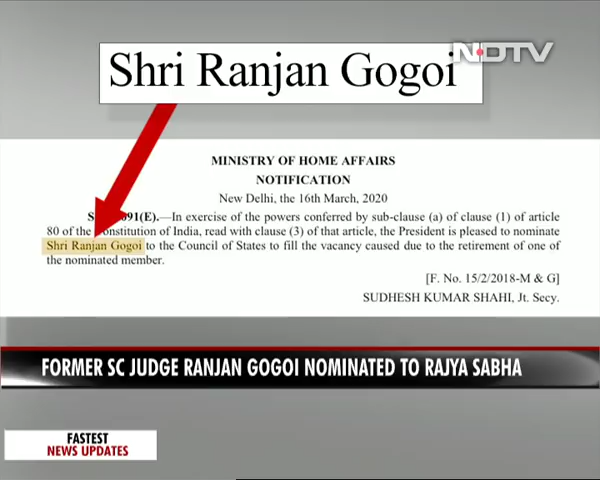 Shri Ranjan Gogoi
NDTV
MINISTRY OF HOME AFFAIRS
NOTIFICATION
New Delhi, the 16th March, 2020
91(E).—In exercise of the powers conferred by sub-clause (a) of clause (1) of article
80 of the Constitution of India, read with clause (3) of that article, the President is pleased to nominate
Shri Ranjan Gogoi to the Council of States to fill the vacancy caused due to the retirement of one of
the nominated member.
[F. No. 15/2/2018-M & G]
SUDHESH KUMAR SHAHI, Jt. Secy.
FORMER SC JUDGE RANJAN GOGOI NOMINATED TO RAJYA SABHA
FASTEST
NEWS UPDATES